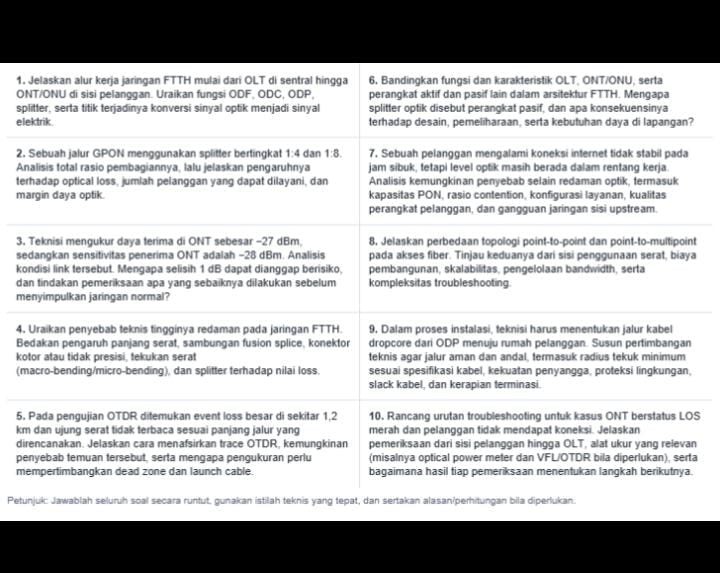 1. Jelaskan alur kerja jaringan FTTH mulai dari OLT di sentral hingga
ONT/ONU di sisi pelanggan. Uraikan fungsi ODF, ODC, ODP,
splitter, serta titik terjadinya konversi sinyal optik menjadi sinyal
elektrik.
6. Bandingkan fungsi dan karakteristik OLT, ONT/ONU, serta
perangkat aktif dan pasif lain dalam arsitektur FTTH. Mengapa
splitter optik disebut perangkat pasif, dan apa konsekuensinya
terhadap desain, pemeliharaan, serta kebutuhan daya di lapangan?
2. Sebuah jalur GPON menggunakan splitter bertingkat 1:4 dan 1:8.
Analisis total rasio pembagiannya, lalu jelaskan pengaruhnya
terhadap optical loss, jumlah pelanggan yang dapat dilayani, dan
margin daya optik.
7. Sebuah pelanggan mengalami koneksi internet tidak stabil pada
jam sibuk, tetapi level optik masih berada dalam rentang kerja.
Analisis kemungkinan penyebab selain redaman optik, termasuk
kapasitas PON, rasio contention, konfigurasi layanan, kualitas
perangkat pelanggan, dan gangguan jaringan sisi upstream.
3. Teknisi mengukur daya terima di ONT sebesar −27 dBm,
sedangkan sensitivitas penerima ONT adalah −28 dBm. Analisis
kondisi link tersebut. Mengapa selisih 1 dB dapat dianggap berisiko,
dan tindakan pemeriksaan apa yang sebaiknya dilakukan sebelum
menyimpulkan jaringan normal?
8. Jelaskan perbedaan topologi point-to-point dan point-to-multipoint
pada akses fiber. Tinjau keduanya dari sisi penggunaan serat, biaya
pembangunan, skalabilitas, pengelolaan bandwidth, serta
kompleksitas troubleshooting.
4. Uraikan penyebab teknis tingginya redaman pada jaringan FTTH.
Bedakan pengaruh panjang serat, sambungan fusion splice, konektor
kotor atau tidak presisi, tekukan serat
(macro-bending/micro-bending), dan splitter terhadap nilai loss.
9. Dalam proses instalasi, teknisi harus menentukan jalur kabel
dropcore dari ODP menuju rumah pelanggan. Susun pertimbangan
teknis agar jalur aman dan andal, termasuk radius tekuk minimum
sesuai spesifikasi kabel, kekuatan penyangga, proteksi lingkungan,
slack kabel, dan kerapian terminasi.
5. Pada pengujian OTDR ditemukan event loss besar di sekitar 1,2
km dan ujung serat tidak terbaca sesuai panjang jalur yang
direncanakan. Jelaskan cara menafsirkan trace OTDR, kemungkinan
penyebab temuan tersebut, serta mengapa pengukuran perlu
mempertimbangkan dead zone dan launch cable.
10. Rancang urutan troubleshooting untuk kasus ONT berstatus LOS
merah dan pelanggan tidak mendapat koneksi. Jelaskan
pemeriksaan dari sisi pelanggan hingga OLT, alat ukur yang relevan
(misalnya optical power meter dan VFL/OTDR bila diperlukan), serta
bagaimana hasil tiap pemeriksaan menentukan langkah berikutnya.
Petunjuk: Jawablah seluruh soal secara runtut, gunakan istilah teknis yang tepat, dan sertakan alasan/perhitungan bila diperlukan.